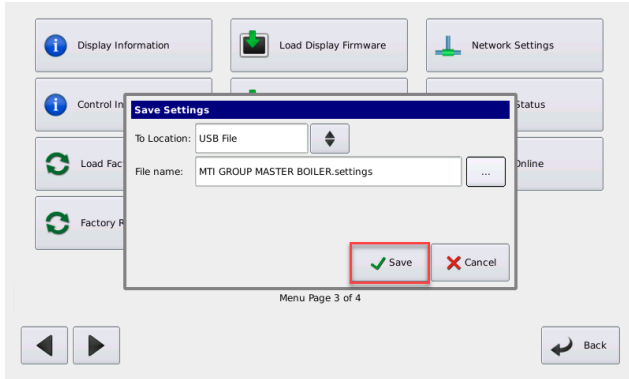 Display Information
Load Display Firmware
Network Settings
Control In
Status
Save Settings
To Location: USB File
Load Fac
Online
File name: MTI GROUP MASTER BOILER.settings ...
Factory R
Save
Cancel
Menu Page 3 of 4
Back